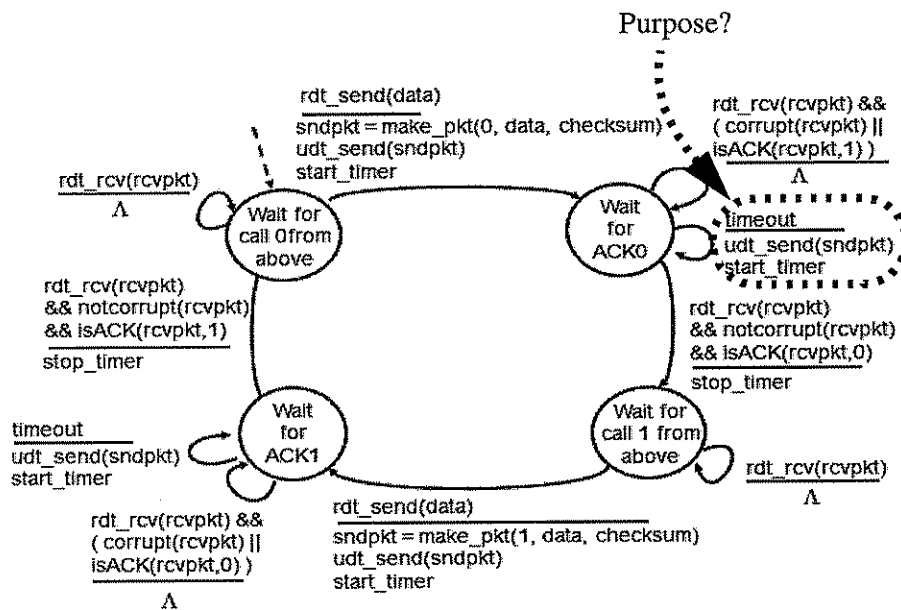 Purpose?
rdt_send(data)
sndpkt = make_pkt(0, data, checksum)
udt_send(sndpkt)
start_timer
rdt_rcv(rcvpkt) &&
( corrupt(rcvpkt) ||
isACK(rcvpkt,1) )
Λ
rdt_rcv(rcvpkt)
Λ
Wait for
call 0 from
above
Wait
for
ACK0
timeout
udt_send(sndpkt)
start_timer
rdt_rcv(rcvpkt)
&& notcorrupt(rcvpkt)
&& isACK(rcvpkt,1)
stop_timer
rdt_rcv(rcvpkt)
&& notcorrupt(rcvpkt)
&& isACK(rcvpkt,0)
stop_timer
Wait
for
ACK1
Wait for
call 1 from
above
timeout
udt_send(sndpkt)
start_timer
rdt_rcv(rcvpkt)
Λ
rdt_rcv(rcvpkt) &&
( corrupt(rcvpkt) ||
isACK(rcvpkt,0) )
Λ
rdt_send(data)
sndpkt = make_pkt(1, data, checksum)
udt_send(sndpkt)
start_timer